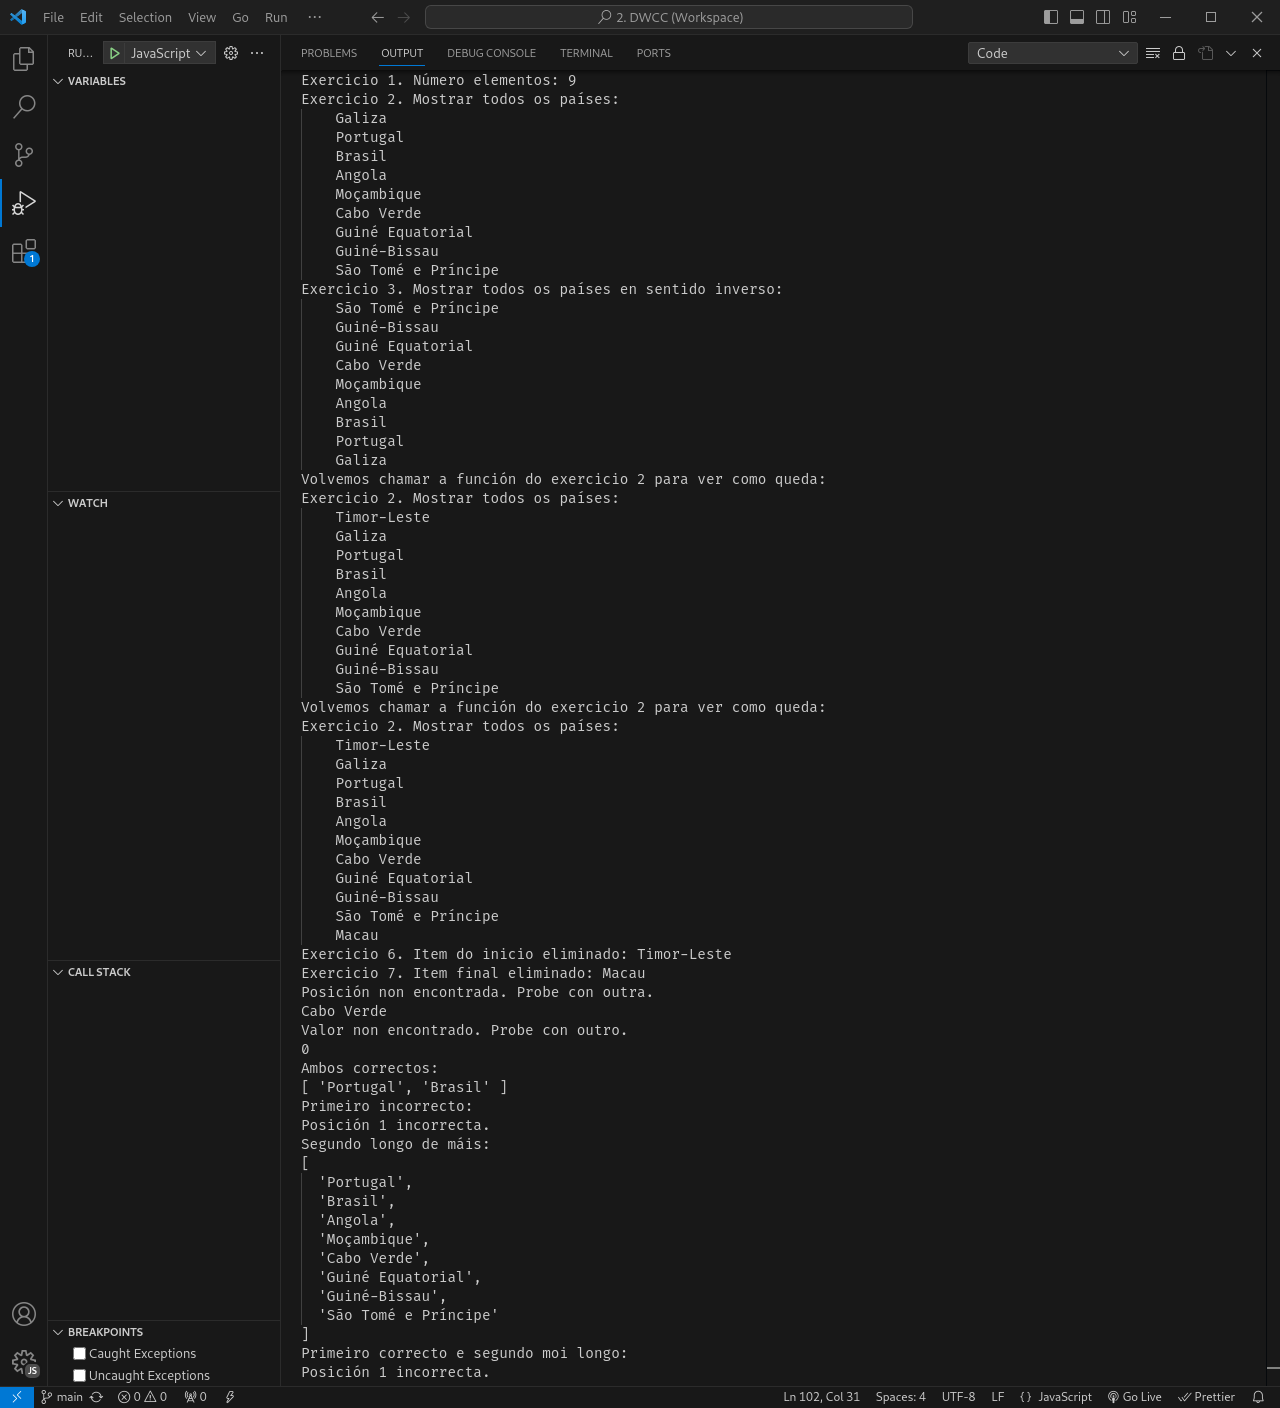 File Edit Selection View Go Run ··· 2. DWCC (Workspace)
RU... JavaScript ··· PROBLEMS OUTPUT DEBUG CONSOLE TERMINAL PORTS Code
VARIABLES
1
WATCH
CALL STACK
BREAKPOINTS
Caught Exceptions
Uncaught Exceptions
JS
Exercicio 1. Número elementos: 9
Exercicio 2. Mostrar todos os países:
Galiza
Portugal
Brasil
Angola
Moçambique
Cabo Verde
Guiné Equatorial
Guiné-Bissau
São Tomé e Príncipe
Exercicio 3. Mostrar todos os países en sentido inverso:
São Tomé e Príncipe
Guiné-Bissau
Guiné Equatorial
Cabo Verde
Moçambique
Angola
Brasil
Portugal
Galiza
Volvemos chamar a función do exercicio 2 para ver como queda:
Exercicio 2. Mostrar todos os países:
Timor-Leste
Galiza
Portugal
Brasil
Angola
Moçambique
Cabo Verde
Guiné Equatorial
Guiné-Bissau
São Tomé e Príncipe
Volvemos chamar a función do exercicio 2 para ver como queda:
Exercicio 2. Mostrar todos os países:
Timor-Leste
Galiza
Portugal
Brasil
Angola
Moçambique
Cabo Verde
Guiné Equatorial
Guiné-Bissau
São Tomé e Príncipe
Macau
Exercicio 6. Item do inicio eliminado: Timor-Leste
Exercicio 7. Item final eliminado: Macau
Posición non encontrada. Probe con outra.
Cabo Verde
Valor non encontrado. Probe con outro.
0
Ambos correctos:
[ 'Portugal', 'Brasil' ]
Primeiro incorrecto:
Posición 1 incorrecta.
Segundo longo de máis:
[
'Portugal',
'Brasil',
'Angola',
'Moçambique',
'Cabo Verde',
'Guiné Equatorial',
'Guiné-Bissau',
'São Tomé e Príncipe'
]
Primeiro correcto e segundo moi longo:
Posición 1 incorrecta.
main 0 0 0 Ln 102, Col 31 Spaces: 4 UTF-8 LF {} JavaScript Go Live Prettier